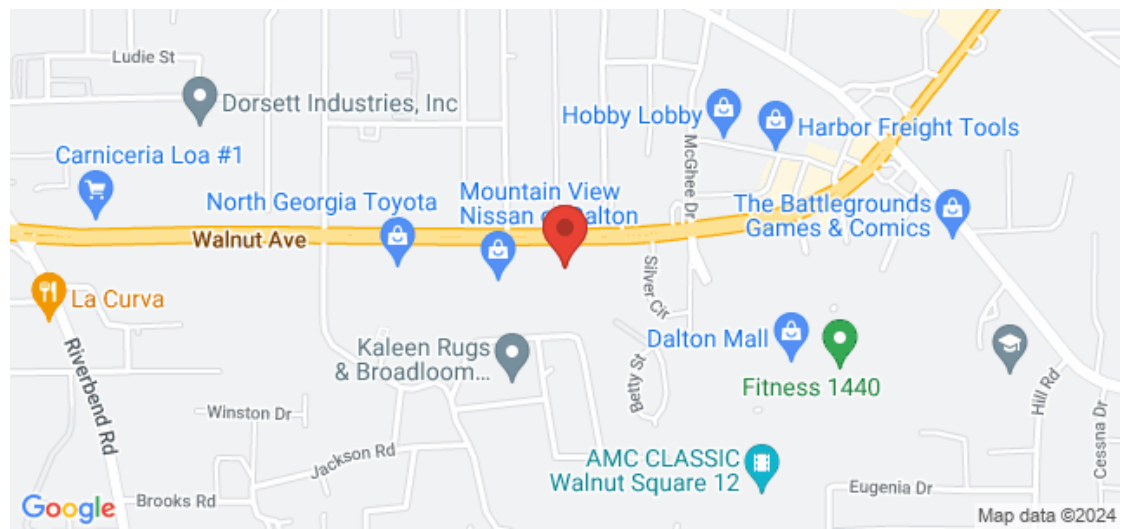 Ludie St
Dorsett Industries, Inc
Hobby Lobby
Harbor Freight Tools
McGhee Dr
Carniceria Loa #1
North Georgia Toyota
Mountain View
Nissan of Dalton
The Battlegrounds
Games & Comics
Walnut Ave
Silver Cir
La Curva
Riverbend Rd
Kaleen Rugs
& Broadloom...
Betty St
Dalton Mall
Fitness 1440
Hill Rd
Cessna Dr
Winston Dr
Jackson Rd
AMC CLASSIC
Walnut Square 12
Eugenia Dr
Brooks Rd
Google
Map data ©2024